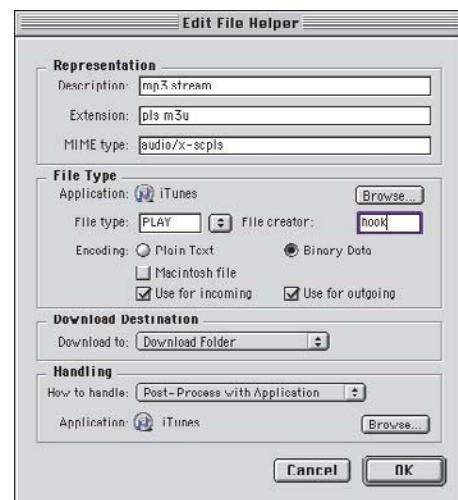 Edit File Helper
Representation
Description: mp3 stream
Extension: pls m3u
MIME type: audio/x-scpls
File Type
Application: iTunes Browse...
File type: PLAY File creator: hook
Encoding: Plain Text Binary Data
Macintosh file
Use for incoming Use for outgoing
Download Destination
Download to: Download Folder
Handling
How to handle: Post-Process with Application
Application: iTunes Browse...
Cancel OK